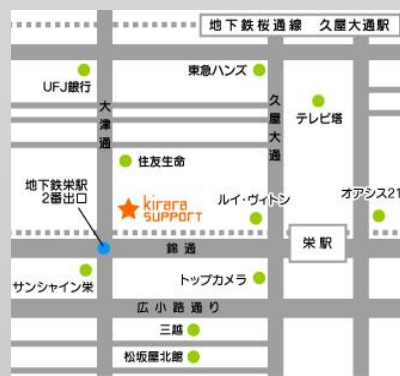 地下鉄桜通線 久屋大通駅
東急ハンズ
UFJ銀行
大津通
久屋大通
テレビ塔
住友生命
地下鉄栄駅
2番出口
kirara
SUPPORT
ルイ・ヴィトン
オアシス21
錦通
栄駅
サンシャイン栄
トップカメラ
広小路通り
三越
松坂屋北館